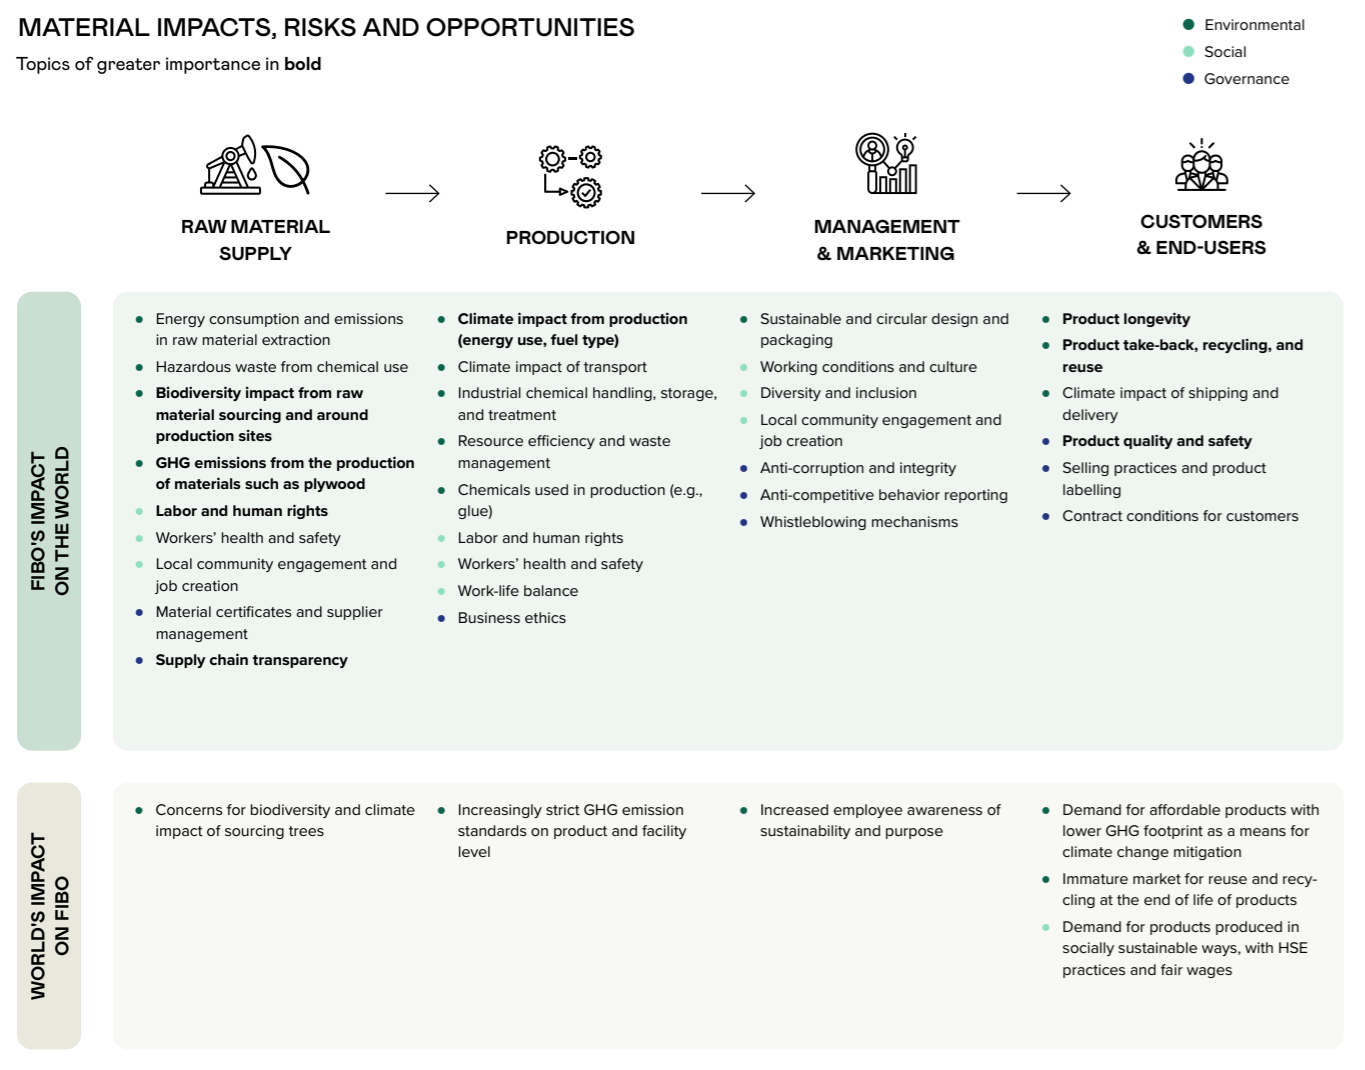 MATERIAL IMPACTS, RISKS AND OPPORTUNITIES
Topics of greater importance in bold
Environmental
Social
Governance
RAW MATERIAL
SUPPLY
PRODUCTION
MANAGEMENT
& MARKETING
CUSTOMERS
& END-USERS
FIBO'S IMPACT
ON THE WORLD
Energy consumption and emissions
in raw material extraction
Hazardous waste from chemical use
Biodiversity impact from raw
material sourcing and around
production sites
GHG emissions from the production
of materials such as plywood
Labor and human rights
Workers’ health and safety
Local community engagement and
job creation
Material certificates and supplier
management
Supply chain transparency
Climate impact from production
(energy use, fuel type)
Climate impact of transport
Industrial chemical handling, storage,
and treatment
Resource efficiency and waste
management
Chemicals used in production (e.g.,
glue)
Labor and human rights
Workers’ health and safety
Work-life balance
Business ethics
Sustainable and circular design and
packaging
Working conditions and culture
Diversity and inclusion
Local community engagement and
job creation
Anti-corruption and integrity
Anti-competitive behavior reporting
Whistleblowing mechanisms
Product longevity
Product take-back, recycling, and
reuse
Climate impact of shipping and
delivery
Product quality and safety
Selling practices and product
labelling
Contract conditions for customers
WORLD'S IMPACT
ON FIBO
Concerns for biodiversity and climate
impact of sourcing trees
Increasingly strict GHG emission
standards on product and facility
level
Increased employee awareness of
sustainability and purpose
Demand for affordable products with
lower GHG footprint as a means for
climate change mitigation
Immature market for reuse and recy-
cling at the end of life of products
Demand for products produced in
socially sustainable ways, with HSE
practices and fair wages